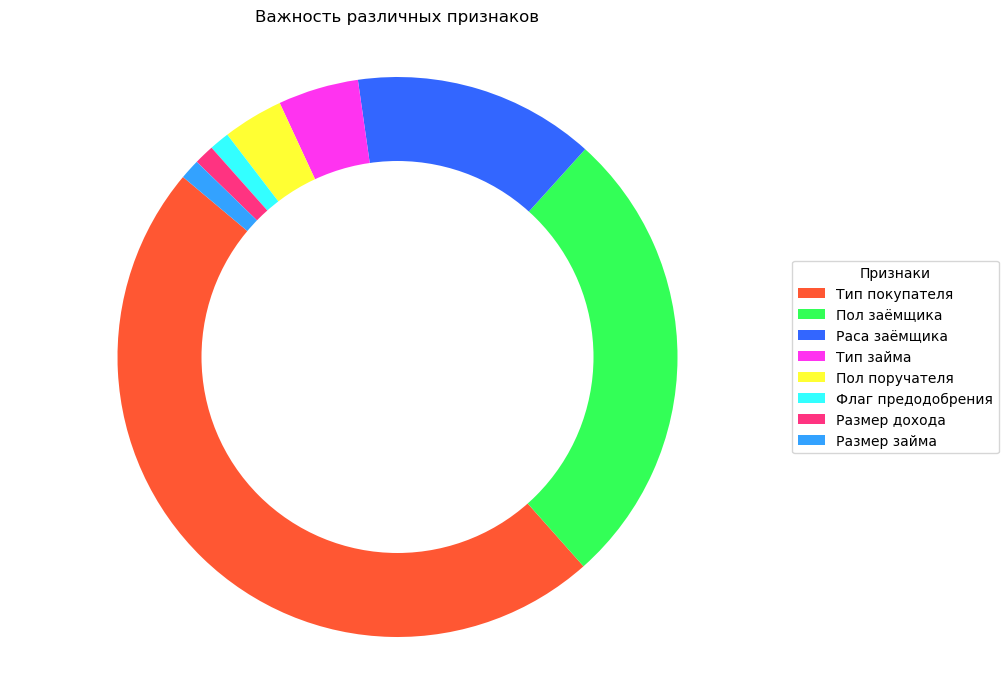 Важность различных признаков
Признаки
Тип покупателя
Пол заёмщика
Раса заёмщика
Тип займа
Пол поручателя
Флаг предодобрения
Размер дохода
Размер займа